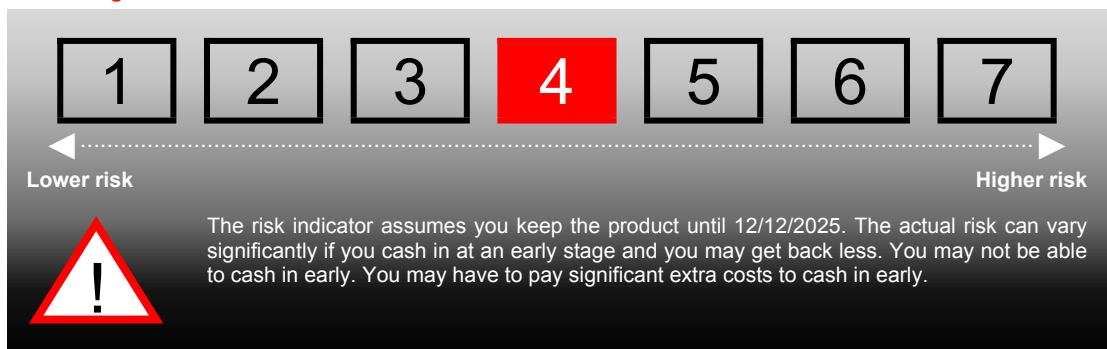 1 2 3 4 5 6 7
Lower risk Higher risk
The risk indicator assumes you keep the product until 12/12/2025. The actual risk can vary
significantly if you cash in at an early stage and you may get back less. You may not be able
to cash in early. You may have to pay significant extra costs to cash in early.
!